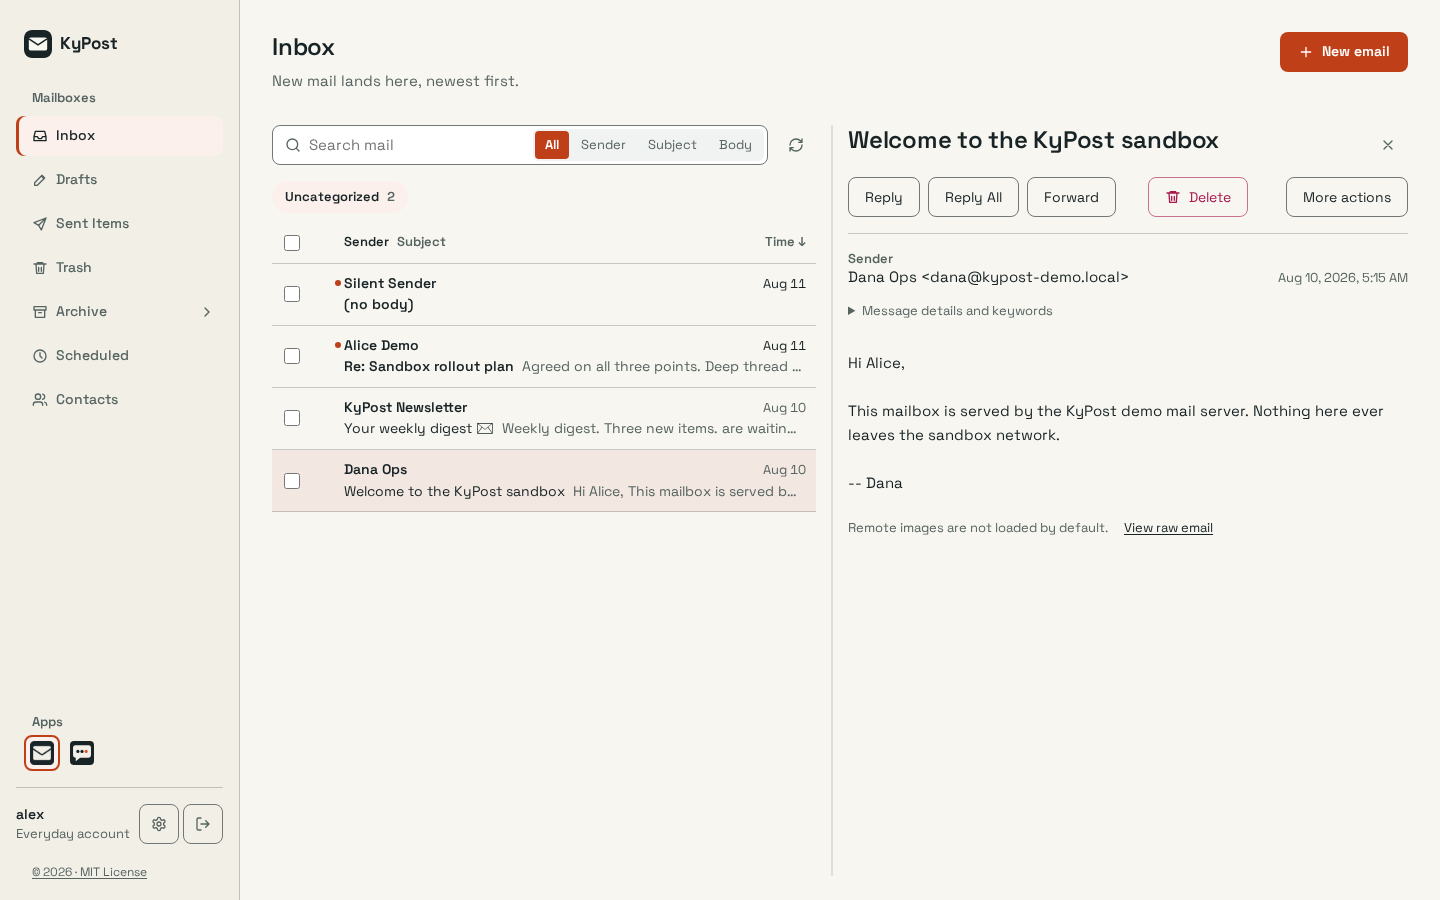 KyPost
Mailboxes
Inbox
Drafts
Sent Items
Trash
Archive
Scheduled
Contacts
Apps
alex
Everyday account
© 2026 · MIT License
Inbox
New mail lands here, newest first.
New email
Search mail
All
Sender
Subject
Body
Uncategorized 2
Sender Subject Time ↓
Silent Sender Aug 11
(no body)
Alice Demo Aug 11
Re: Sandbox rollout plan Agreed on all three points. Deep thread ...
KyPost Newsletter Aug 10
Your weekly digest ✉ Weekly digest. Three new items. are waitin...
Dana Ops Aug 10
Welcome to the KyPost sandbox Hi Alice, This mailbox is served b...
Welcome to the KyPost sandbox
Reply
Reply All
Forward
Delete
More actions
Sender
Dana Ops <dana@kypost-demo.local> Aug 10, 2026, 5:15 AM
Message details and keywords
Hi Alice,
This mailbox is served by the KyPost demo mail server. Nothing here ever
leaves the sandbox network.
-- Dana
Remote images are not loaded by default. View raw email